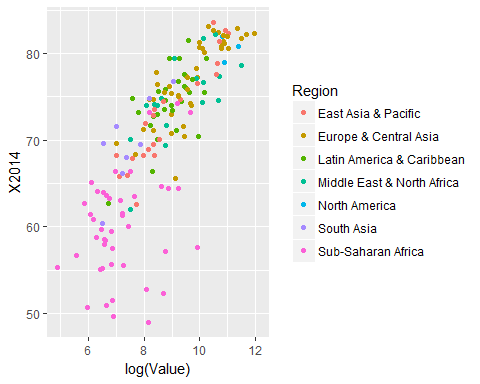 80
70
60
50
X2014
6
8
10
12
log(Value)
Region
East Asia & Pacific
Europe & Central Asia
Latin America & Caribbean
Middle East & North Africa
North America
South Asia
Sub-Saharan Africa